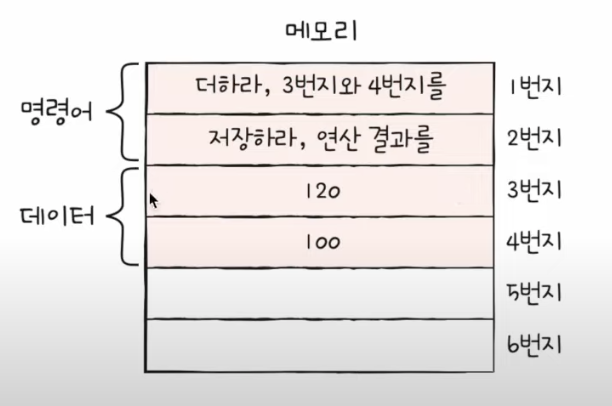 메모리
명령어
더하라, 3번지와 4번지를 1번지
저장하라, 연산 결과를 2번지
데이터
120 3번지
100 4번지
5번지
6번지